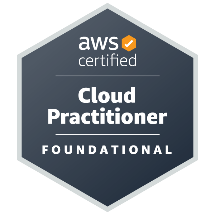 aws
certified
Cloud
Practitioner
FOUNDATIONAL